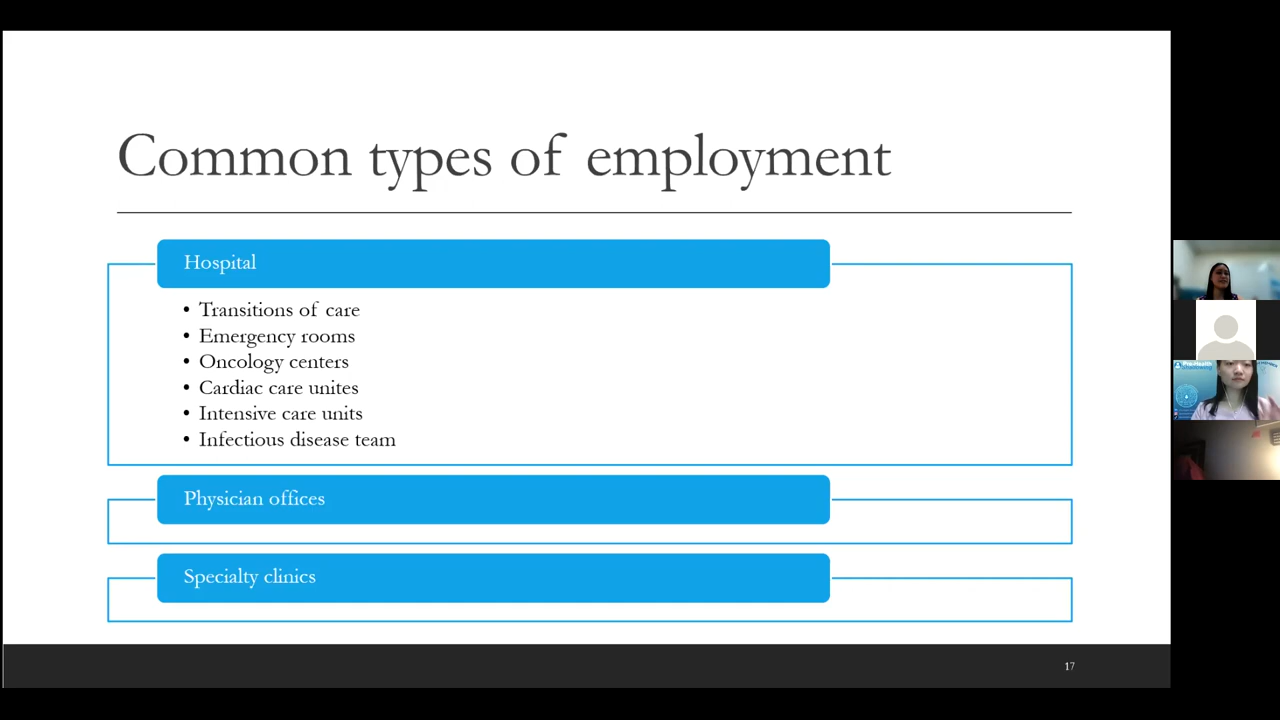 Common types of employment
Hospital
• Transitions of care
• Emergency rooms
• Oncology centers
• Cardiac care unites
• Intensive care units
• Infectious disease team
Physician offices
Specialty clinics
17